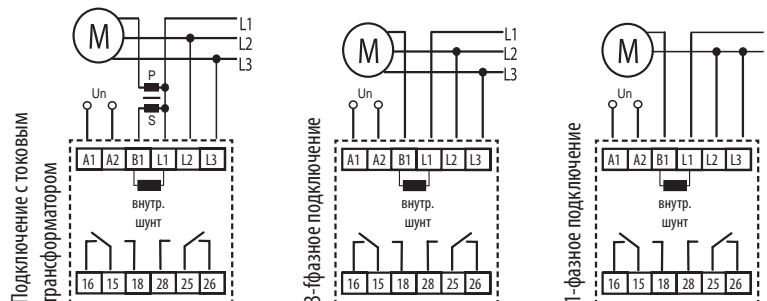 Подключение с токовым
трансформатором
M
L1
L2
L3
P
S
Un
A1 A2 B1 L1 L2 L3
внутр.
шунт
16 15 18 28 25 26
3-ffазное подключение
M
L1
L2
L3
Un
A1 A2 B1 L1 L2 L3
внутр.
шунт
16 15 18 28 25 26
1-фазное подключение
M
Un
A1 A2 B1 L1 L2 L3
внутр.
шунт
16 15 18 28 25 26